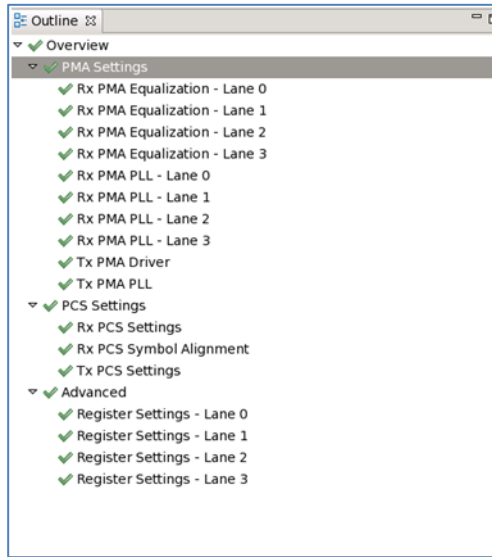 Outline
Overview
PMA Settings
Rx PMA Equalization - Lane 0
Rx PMA Equalization - Lane 1
Rx PMA Equalization - Lane 2
Rx PMA Equalization - Lane 3
Rx PMA PLL - Lane 0
Rx PMA PLL - Lane 1
Rx PMA PLL - Lane 2
Rx PMA PLL - Lane 3
Tx PMA Driver
Tx PMA PLL
PCS Settings
Rx PCS Settings
Rx PCS Symbol Alignment
Tx PCS Settings
Advanced
Register Settings - Lane 0
Register Settings - Lane 1
Register Settings - Lane 2
Register Settings - Lane 3